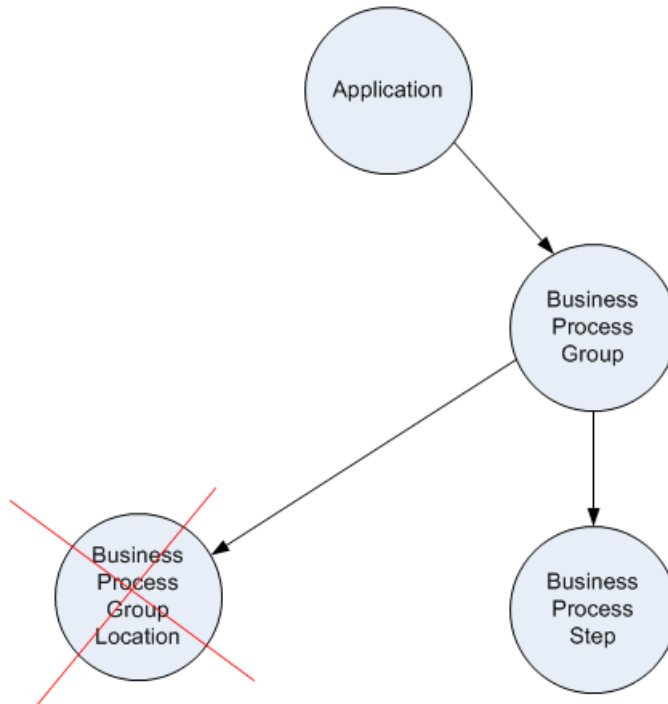 Application
Business
Process
Group
Business
Process
Group
Location
Business
Process
Step